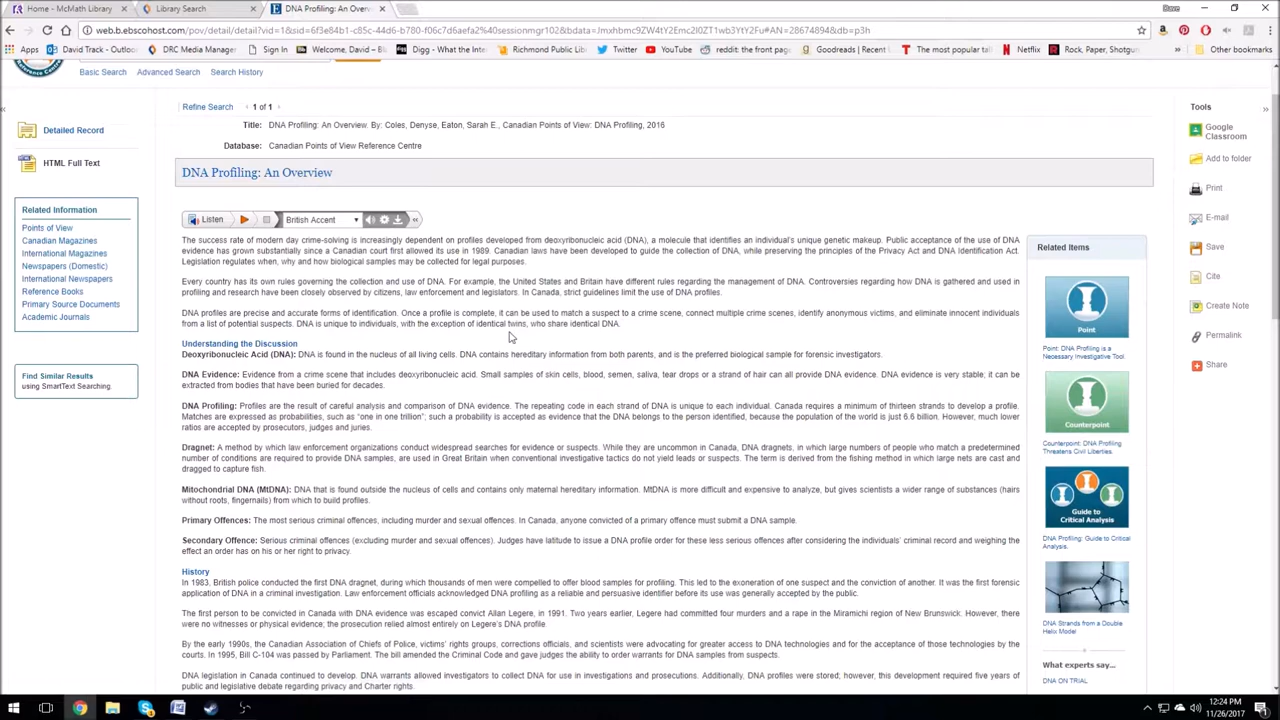 Home - McMath Library
Library Search
DNA Profiling: An Overv
Dave
web.b.ebscohost.com/pov/detail/detail?vid=1&sid=6f3e84b1-c85c-44d6-b780-f06c7d6aefa2%40sessionmgr102&bdata=Jmxhbmc9ZW4tY2Emc2l0ZT1wb3YtY2Fu#AN=28674894&db=p3h
Apps
David Track - Outlook
DRC Media Manager
Sign In
Welcome, David –
Digg - What the Inter
Richmond Public Libr
Twitter
YouTube
reddit: the front page
Goodreads | Recent
The most popular tal
Netflix
Rock, Paper, Shotgu
Other bookmarks
Basic Search Advanced Search Search History
Refine Search 1 of 1
Detailed Record
HTML Full Text
Related Information
Points of View
Canadian Magazines
International Magazines
Newspapers (Domestic)
International Newspapers
Reference Books
Primary Source Documents
Academic Journals
Find Similar Results
using SmartText Searching.
Title: DNA Profiling: An Overview. By: Coles, Denyse, Eaton, Sarah E., Canadian Points of View: DNA Profiling, 2016
Database: Canadian Points of View Reference Centre
DNA Profiling: An Overview
Listen British Accent
The success rate of modern day crime-solving is increasingly dependent on profiles developed from deoxyribonucleic acid (DNA), a molecule that identifies an individual's unique genetic makeup. Public acceptance of the use of DNA
evidence has grown substantially since a Canadian court first allowed its use in 1989. Canadian laws have been developed to guide the collection of DNA, while preserving the principles of the Privacy Act and DNA Identification Act.
Legislation regulates when, why and how biological samples may be collected for legal purposes.
Every country has its own rules governing the collection and use of DNA. For example, the United States and Britain have different rules regarding the management of DNA. Controversies regarding how DNA is gathered and used in
profiling and research have been closely observed by citizens, law enforcement and legislators. In Canada, strict guidelines limit the use of DNA profiles.
DNA profiles are precise and accurate forms of identification. Once a profile is complete, it can be used to match a suspect to a crime scene, connect multiple crime scenes, identify anonymous victims, and eliminate innocent individuals
from a list of potential suspects. DNA is unique to individuals, with the exception of identical twins, who share identical DNA.
Understanding the Discussion
Deoxyribonucleic Acid (DNA): DNA is found in the nucleus of all living cells. DNA contains hereditary information from both parents, and is the preferred biological sample for forensic investigators.
DNA Evidence: Evidence from a crime scene that includes deoxyribonucleic acid. Small samples of skin cells, blood, semen, saliva, tear drops or a strand of hair can all provide DNA evidence. DNA evidence is very stable; it can be
extracted from bodies that have been buried for decades.
DNA Profiling: Profiles are the result of careful analysis and comparison of DNA evidence. The repeating code in each strand of DNA is unique to each individual. Canada requires a minimum of thirteen strands to develop a profile.
Matches are expressed as probabilities, such as "one in one trillion"; such a probability is accepted as evidence that the DNA belongs to the person identified, because the population of the world is just 6.6 billion. However, much lower
ratios are accepted by prosecutors, judges and juries.
Dragnet: A method by which law enforcement organizations conduct widespread searches for evidence or suspects. While they are uncommon in Canada, DNA dragnets, in which large numbers of people who match a predetermined
number of conditions are required to provide DNA samples, are used in Great Britain when conventional investigative tactics do not yield leads or suspects. The term is derived from the fishing method in which large nets are cast and
dragged to capture fish.
Mitochondrial DNA (MtDNA): DNA that is found outside the nucleus of cells and contains only maternal hereditary information. MtDNA is more difficult and expensive to analyze, but gives scientists a wider range of substances (hairs
without roots, fingernails) from which to build profiles.
Primary Offences: The most serious criminal offences, including murder and sexual offences. In Canada, anyone convicted of a primary offence must submit a DNA sample.
Secondary Offence: Serious criminal offences (excluding murder and sexual offences). Judges have latitude to issue a DNA profile order for these less serious offences after considering the individuals' criminal record and weighing the
effect an order has on his or her right to privacy.
History
In 1983, British police conducted the first DNA dragnet, during which thousands of men were compelled to offer blood samples for profiling. This led to the exoneration of one suspect and the conviction of another. It was the first forensic
application of DNA in a criminal investigation. Law enforcement officials acknowledged DNA profiling as a reliable and persuasive identifier before its use was generally accepted by the public.
The first person to be convicted in Canada with DNA evidence was escaped convict Allan Legere, in 1991. Two years earlier, Legere had committed four murders and a rape in the Miramichi region of New Brunswick. However, there
were no witnesses or physical evidence; the prosecution relied almost entirely on Legere's DNA profile.
By the early 1990s, the Canadian Association of Chiefs of Police, victims' rights groups, corrections officials, and scientists were advocating for greater access to DNA technologies and for the acceptance of those technologies by the
courts. In 1995, Bill C-104 was passed by Parliament. The bill amended the Criminal Code and gave judges the ability to order warrants for DNA samples from suspects.
DNA legislation in Canada continued to develop. DNA warrants allowed investigators to collect DNA for use in investigations and prosecutions. Additionally, DNA profiles were stored; however, this development required five years of
public and legislative debate regarding privacy and Charter rights.
Related Items
Point
Point: DNA Profiling is a
Necessary Investigative Tool.
Counterpoint
Counterpoint: DNA Profiling
Threatens Civil Liberties.
Guide to
Critical Analysis
DNA Profiling: Guide to Critical
Analysis.
DNA Strands from a Double
Helix Model
What experts say...
DNA ON TRIAL
Tools
Google
Classroom
Add to folder
Print
E-mail
Save
Cite
Create Note
Permalink
Share
12:24 PM
11/26/2017